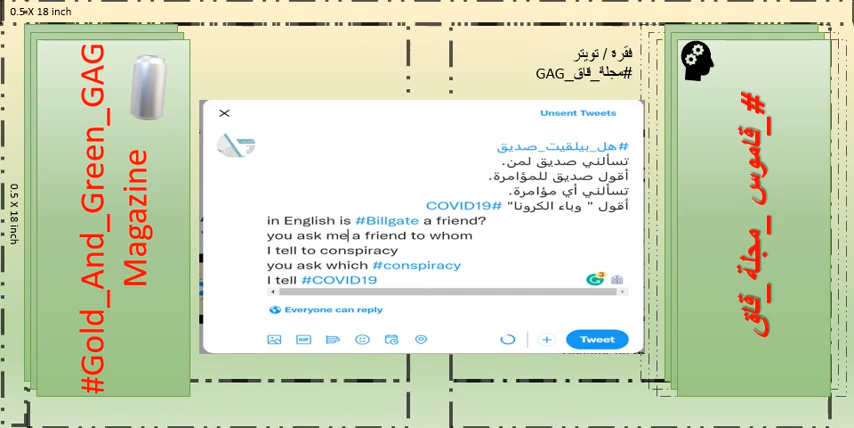 0.5 X 18 inch
0.5 X 18 inch
#Gold_And_Green_GAG
Magazine
فقرة / تويتر
#مجلة_قاق_GAG
Unsent Tweets
#هل_بيلقيت_صديق
تسألني صديق لمن.
أقول صديق للمؤامرة.
تسألني أي مؤامرة.
أقول " وباء الكرونا" #COVID19
in English is #Billgate a friend?
you ask me a friend to whom
I tell to conspiracy
you ask which #conspiracy
I tell #COVID19
Everyone can reply
GIF
Tweet
#_قاموس_مجلة_قاق